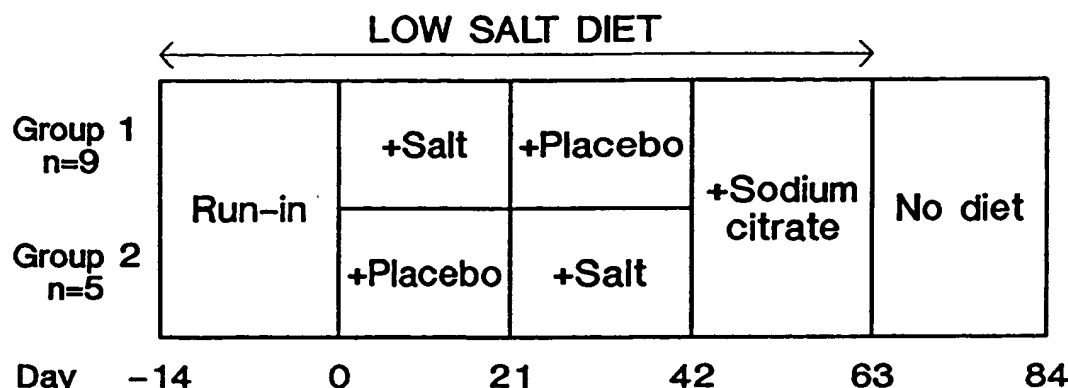 LOW SALT DIET
Group 1
n=9
+Salt
+Placebo
Run-in
+Sodium
citrate
No diet
Group 2
n=5
+Placebo
+Salt
Day -14 0 21 42 63 84